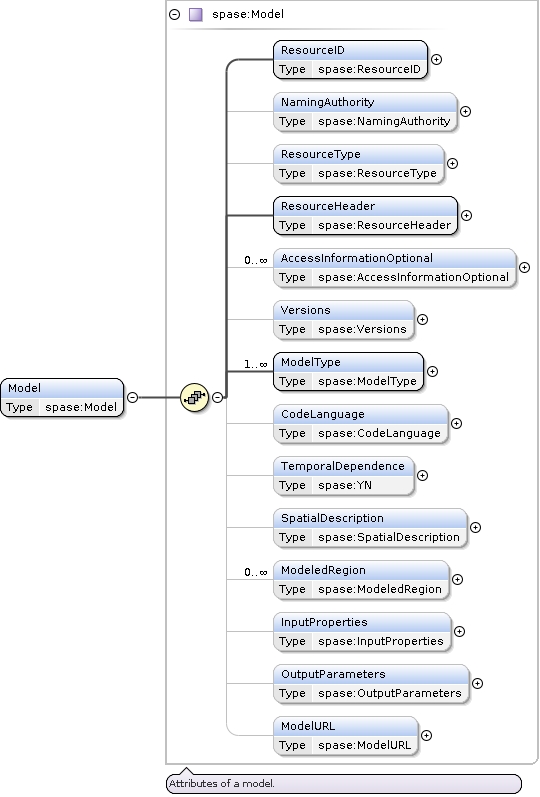 spase:Model
ResourceID
Type spase:ResourceID
NamingAuthority
Type spase:NamingAuthority
ResourceType
Type spase:ResourceType
ResourceHeader
Type spase:ResourceHeader
0..∞
AccessInformationOptional
Type spase:AccessInformationOptional
Versions
Type spase:Versions
1..∞
ModelType
Type spase:ModelType
Model
Type spase:Model
CodeLanguage
Type spase:CodeLanguage
TemporalDependence
Type spase:YN
SpatialDescription
Type spase:SpatialDescription
0..∞
ModeledRegion
Type spase:ModeledRegion
InputProperties
Type spase:InputProperties
OutputParameters
Type spase:OutputParameters
ModelURL
Type spase:ModelURL
Attributes of a model.